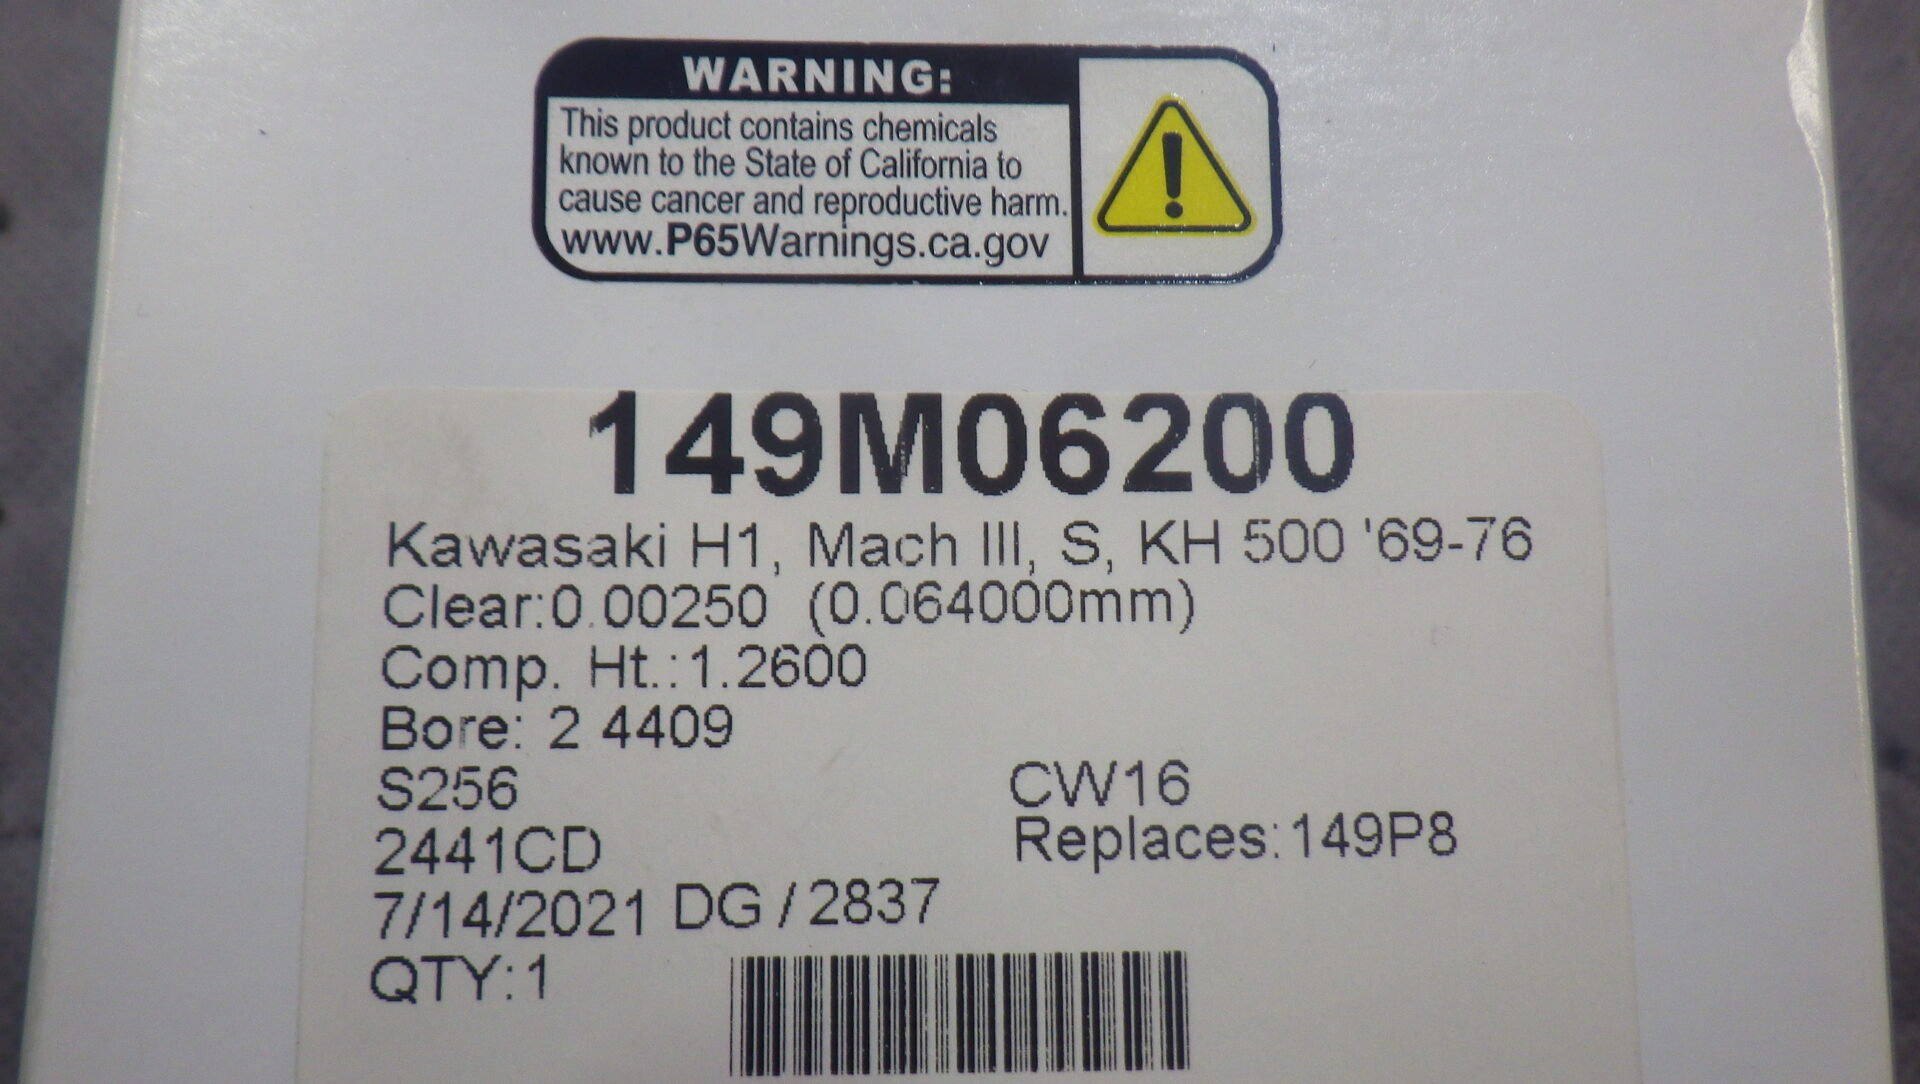 WARNING:
This product contains chemicals
known to the State of California to
cause cancer and reproductive harm.
www.P65Warnings.ca.gov
149M06200
Kawasaki H1, Mach III, S, KH 500 '69-76
Clear:0.00250 (0.064000mm)
Comp. Ht.:1.2600
Bore: 2 4409
S256
CW16
2441CD
Replaces:149P8
7/14/2021 DG / 2837
QTY:1